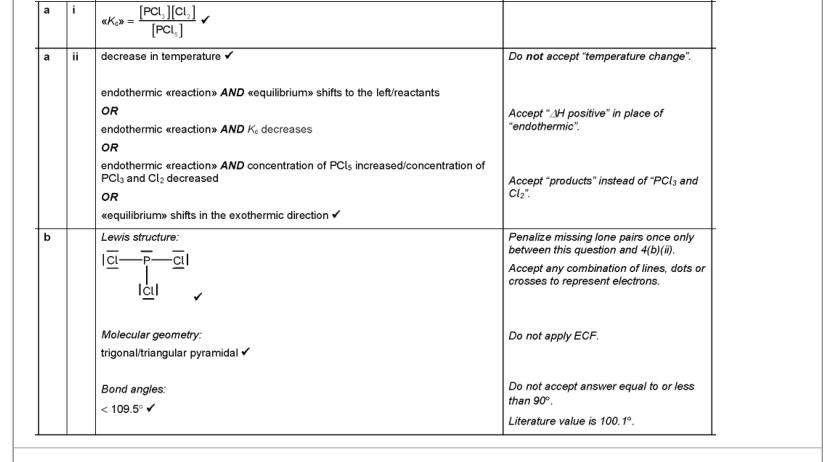 a i «Kc» = [PCl3][Cl2] / [PCl5] ✔
a ii decrease in temperature ✔ Do not accept “temperature change”.
endothermic «reaction» AND «equilibrium» shifts to the left/reactants
OR
Accept “ΔH positive” in place of
“endothermic”.
endothermic «reaction» AND Kc decreases
OR
endothermic «reaction» AND concentration of PCl5 increased/concentration of
PCl3 and Cl2 decreased
Accept “products” instead of “PCl3 and
Cl2”.
OR
«equilibrium» shifts in the exothermic direction ✔
b Lewis structure: Penalize missing lone pairs once only
between this question and 4(b)(ii).
Cl P Cl
Accept any combination of lines, dots or
crosses to represent electrons.
Cl ✔
Molecular geometry: Do not apply ECF.
trigonal/triangular pyramidal ✔
Bond angles: Do not accept answer equal to or less
than 90°.
< 109.5° ✔
Literature value is 100.1°.